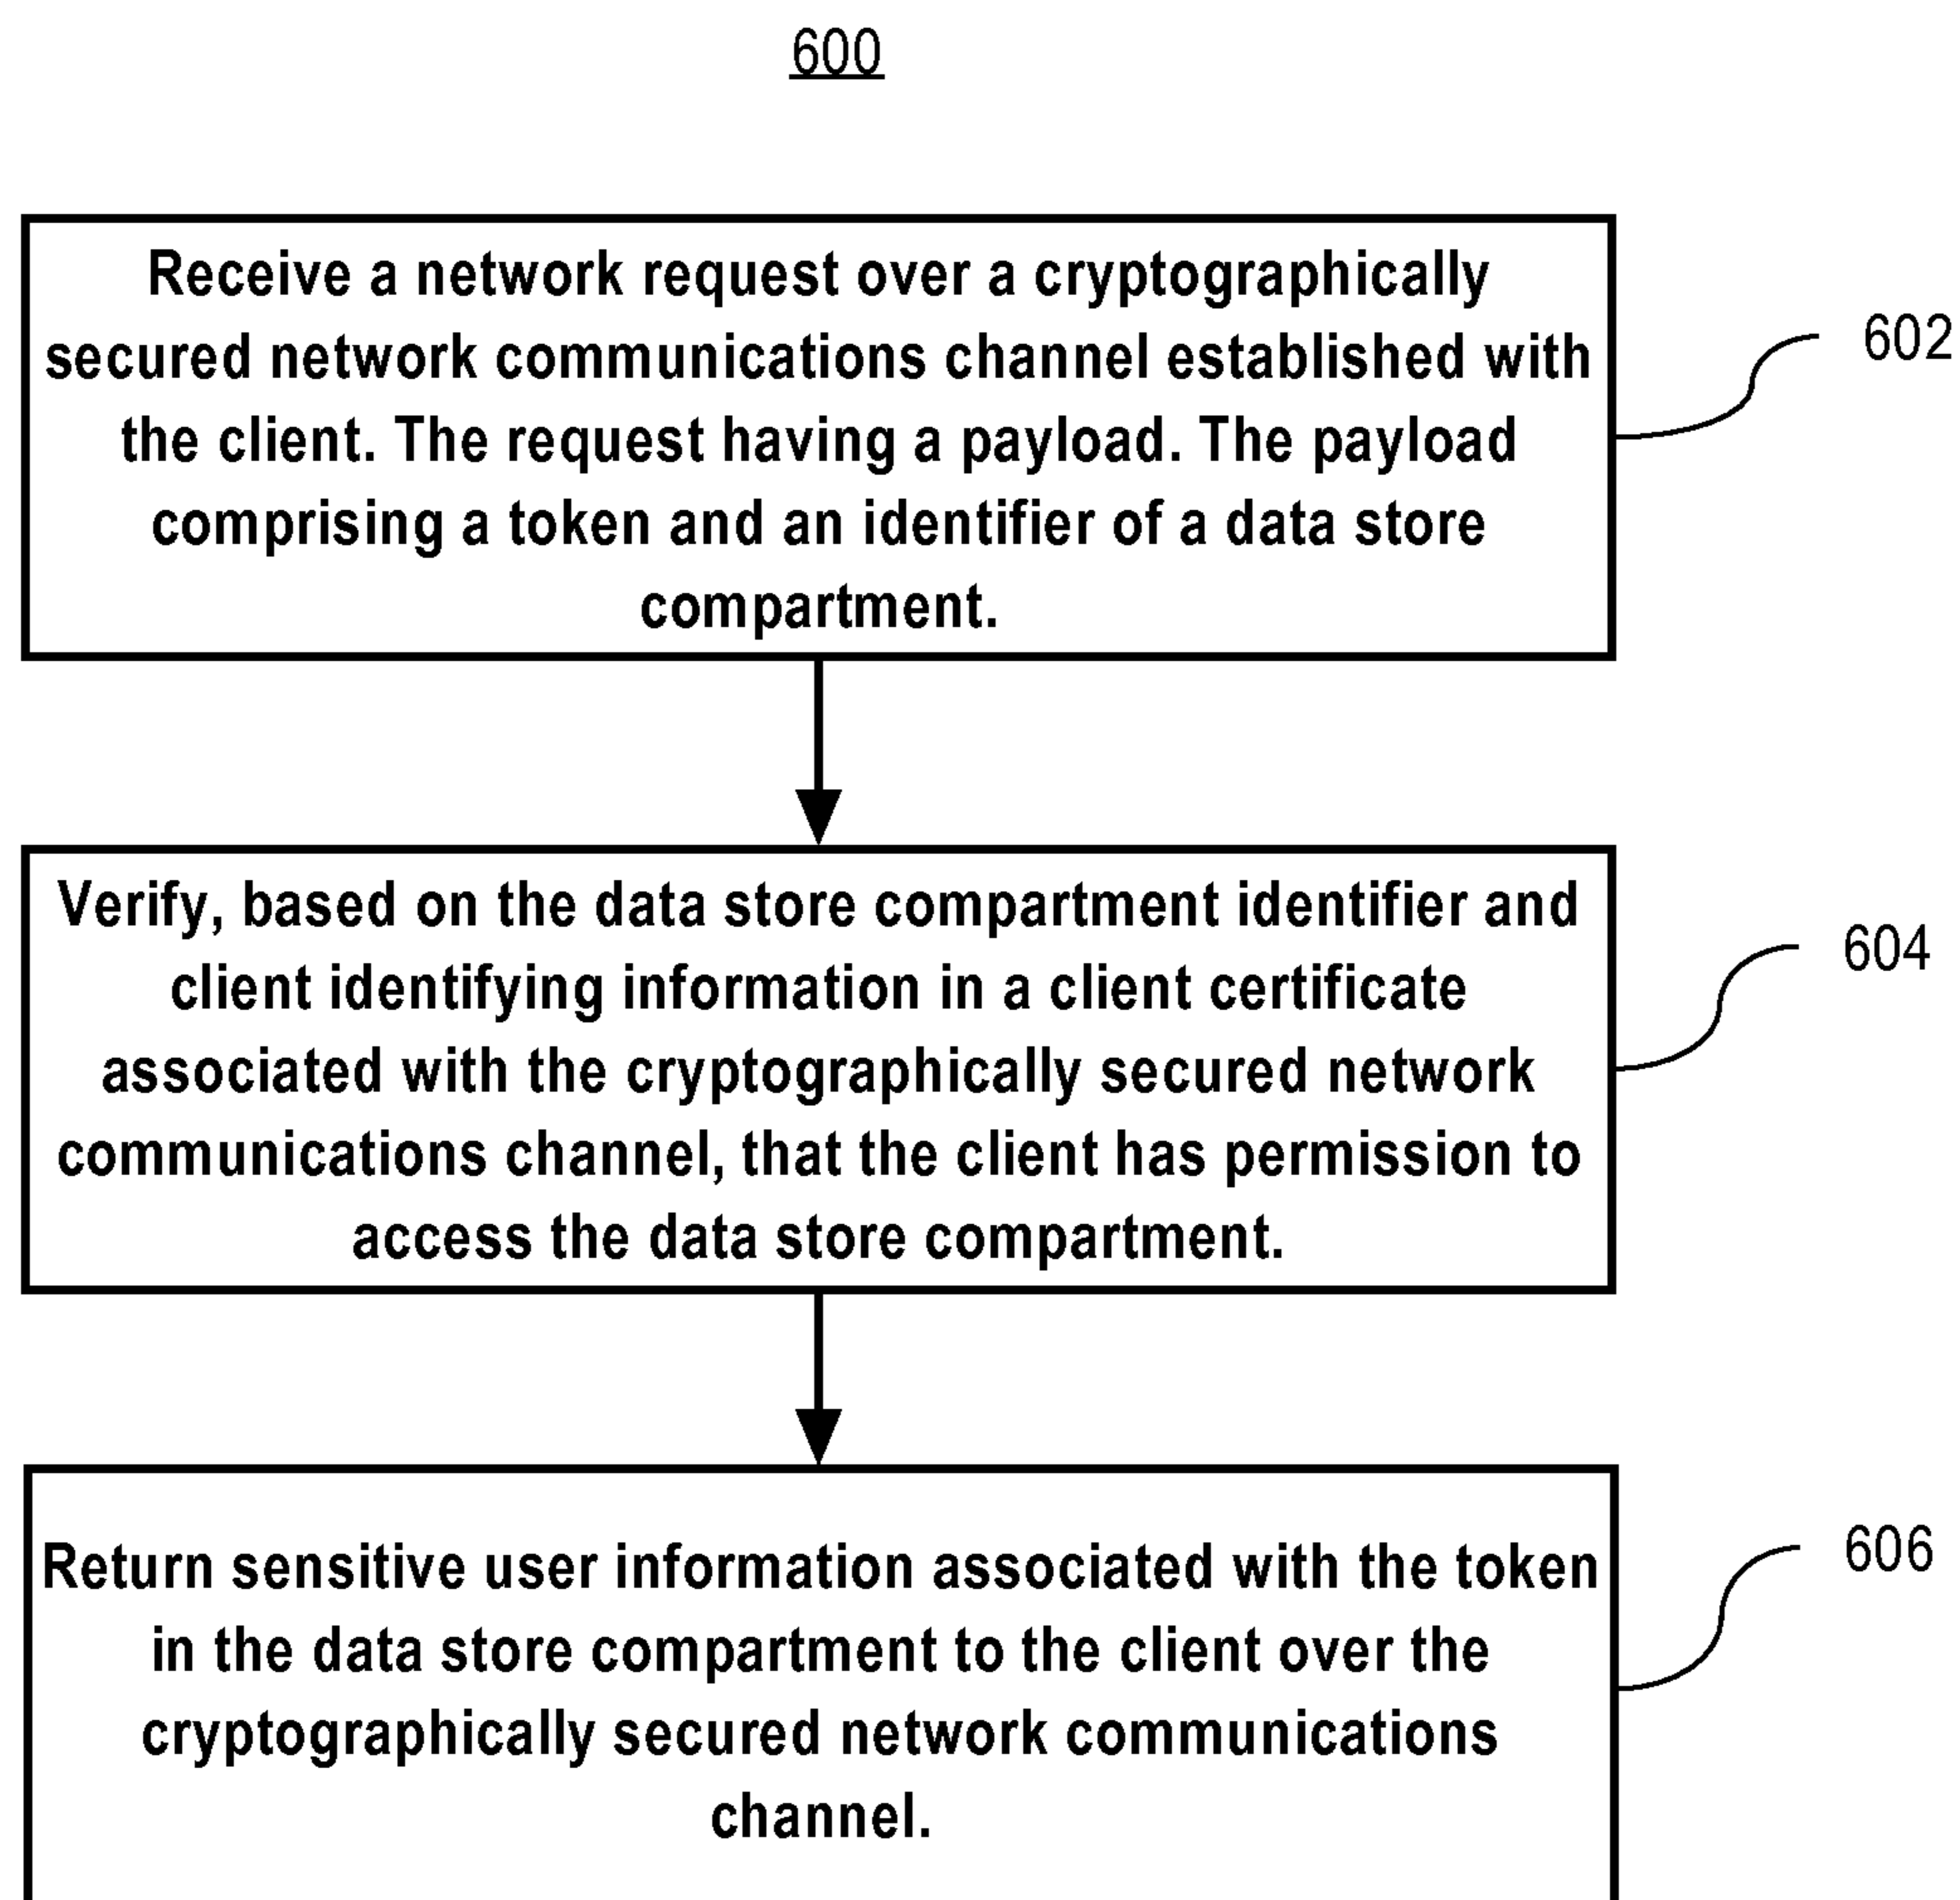 600
Receive a network request over a cryptographically
secured network communications channel established with
the client. The request having a payload. The payload
comprising a token and an identifier of a data store
compartment.
602
Verify, based on the data store compartment identifier and
client identifying information in a client certificate
associated with the cryptographically secured network
communications channel, that the client has permission to
access the data store compartment.
604
Return sensitive user information associated with the token
in the data store compartment to the client over the
cryptographically secured network communications
channel.
606